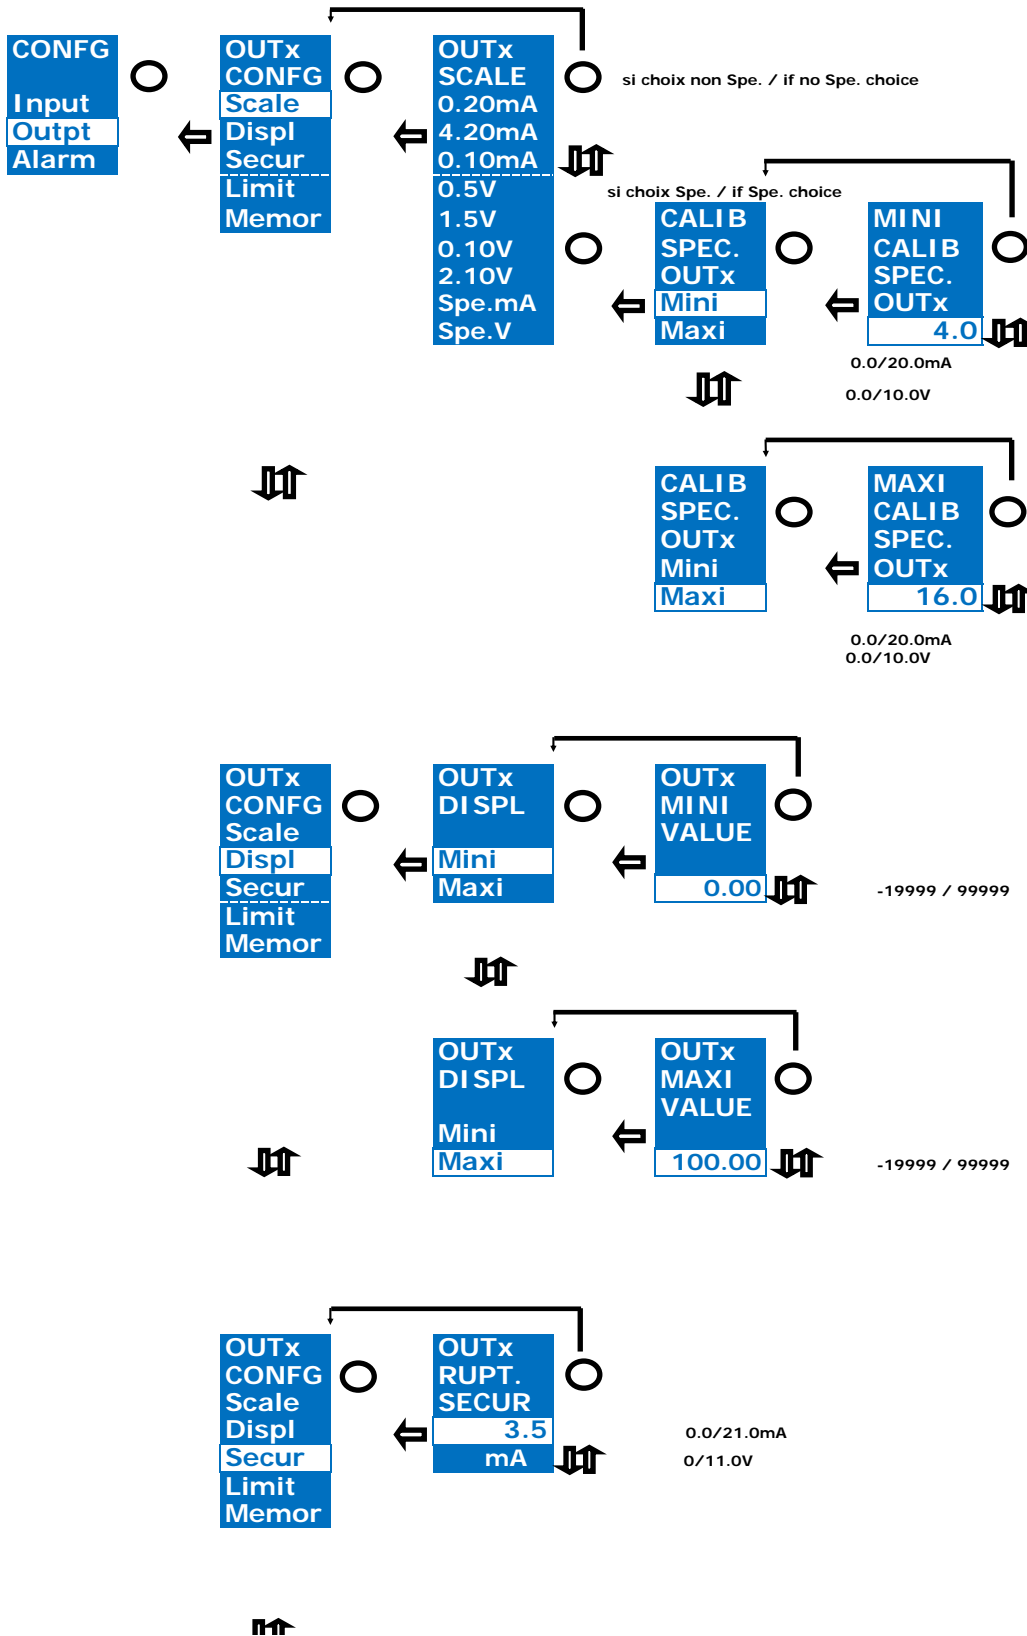 CONFG
Input
Outpt
Alarm
OUTx
CONFG
Scale
Displ
Secur
Limit
Memor
OUTx
SCALE
0.20mA
4.20mA
0.10mA
0.5V
1.5V
0.10V
2.10V
Spe.mA
Spe.V
si choix non Spe. / if no Spe. choice
si choix Spe. / if Spe. choice
CALIB
SPEC.
OUTx
Mini
Maxi
MINI
CALIB
SPEC.
OUTx
4.0
0.0/20.0mA
0.0/10.0V
CALIB
SPEC.
OUTx
Mini
Maxi
MAXI
CALIB
SPEC.
OUTx
16.0
0.0/20.0mA
0.0/10.0V
OUTx
CONFG
Scale
Displ
Secur
Limit
Memor
OUTx
DISPL
Mini
Maxi
OUTx
MINI
VALUE
0.00
-19999 / 99999
OUTx
DISPL
Mini
Maxi
OUTx
MAXI
VALUE
100.00
-19999 / 99999
OUTx
CONFG
Scale
Displ
Secur
Limit
Memor
OUTx
RUPT.
SECUR
3.5
mA
0.0/21.0mA
0/11.0V